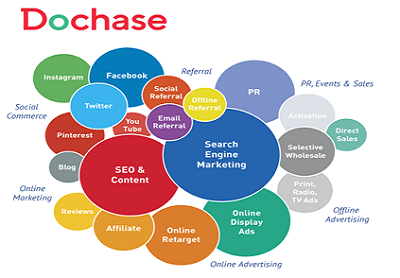 Dochase
Instagram
Facebook
Social
Referral
Referral
Offline
Referral
PR
PR, Events & Sales
Social
Commerce
Twitter
You
Tube
Email
Referral
Activation
Direct
Sales
Pinterest
Search
Engine
Marketing
Selective
Wholesale
Blog
SEO &
Content
Print,
Radio,
TV Ads
Online
Marketing
Reviews
Affiliate
Online
Retarget
Online
Display
Ads
Offline
Advertising
Online Advertising